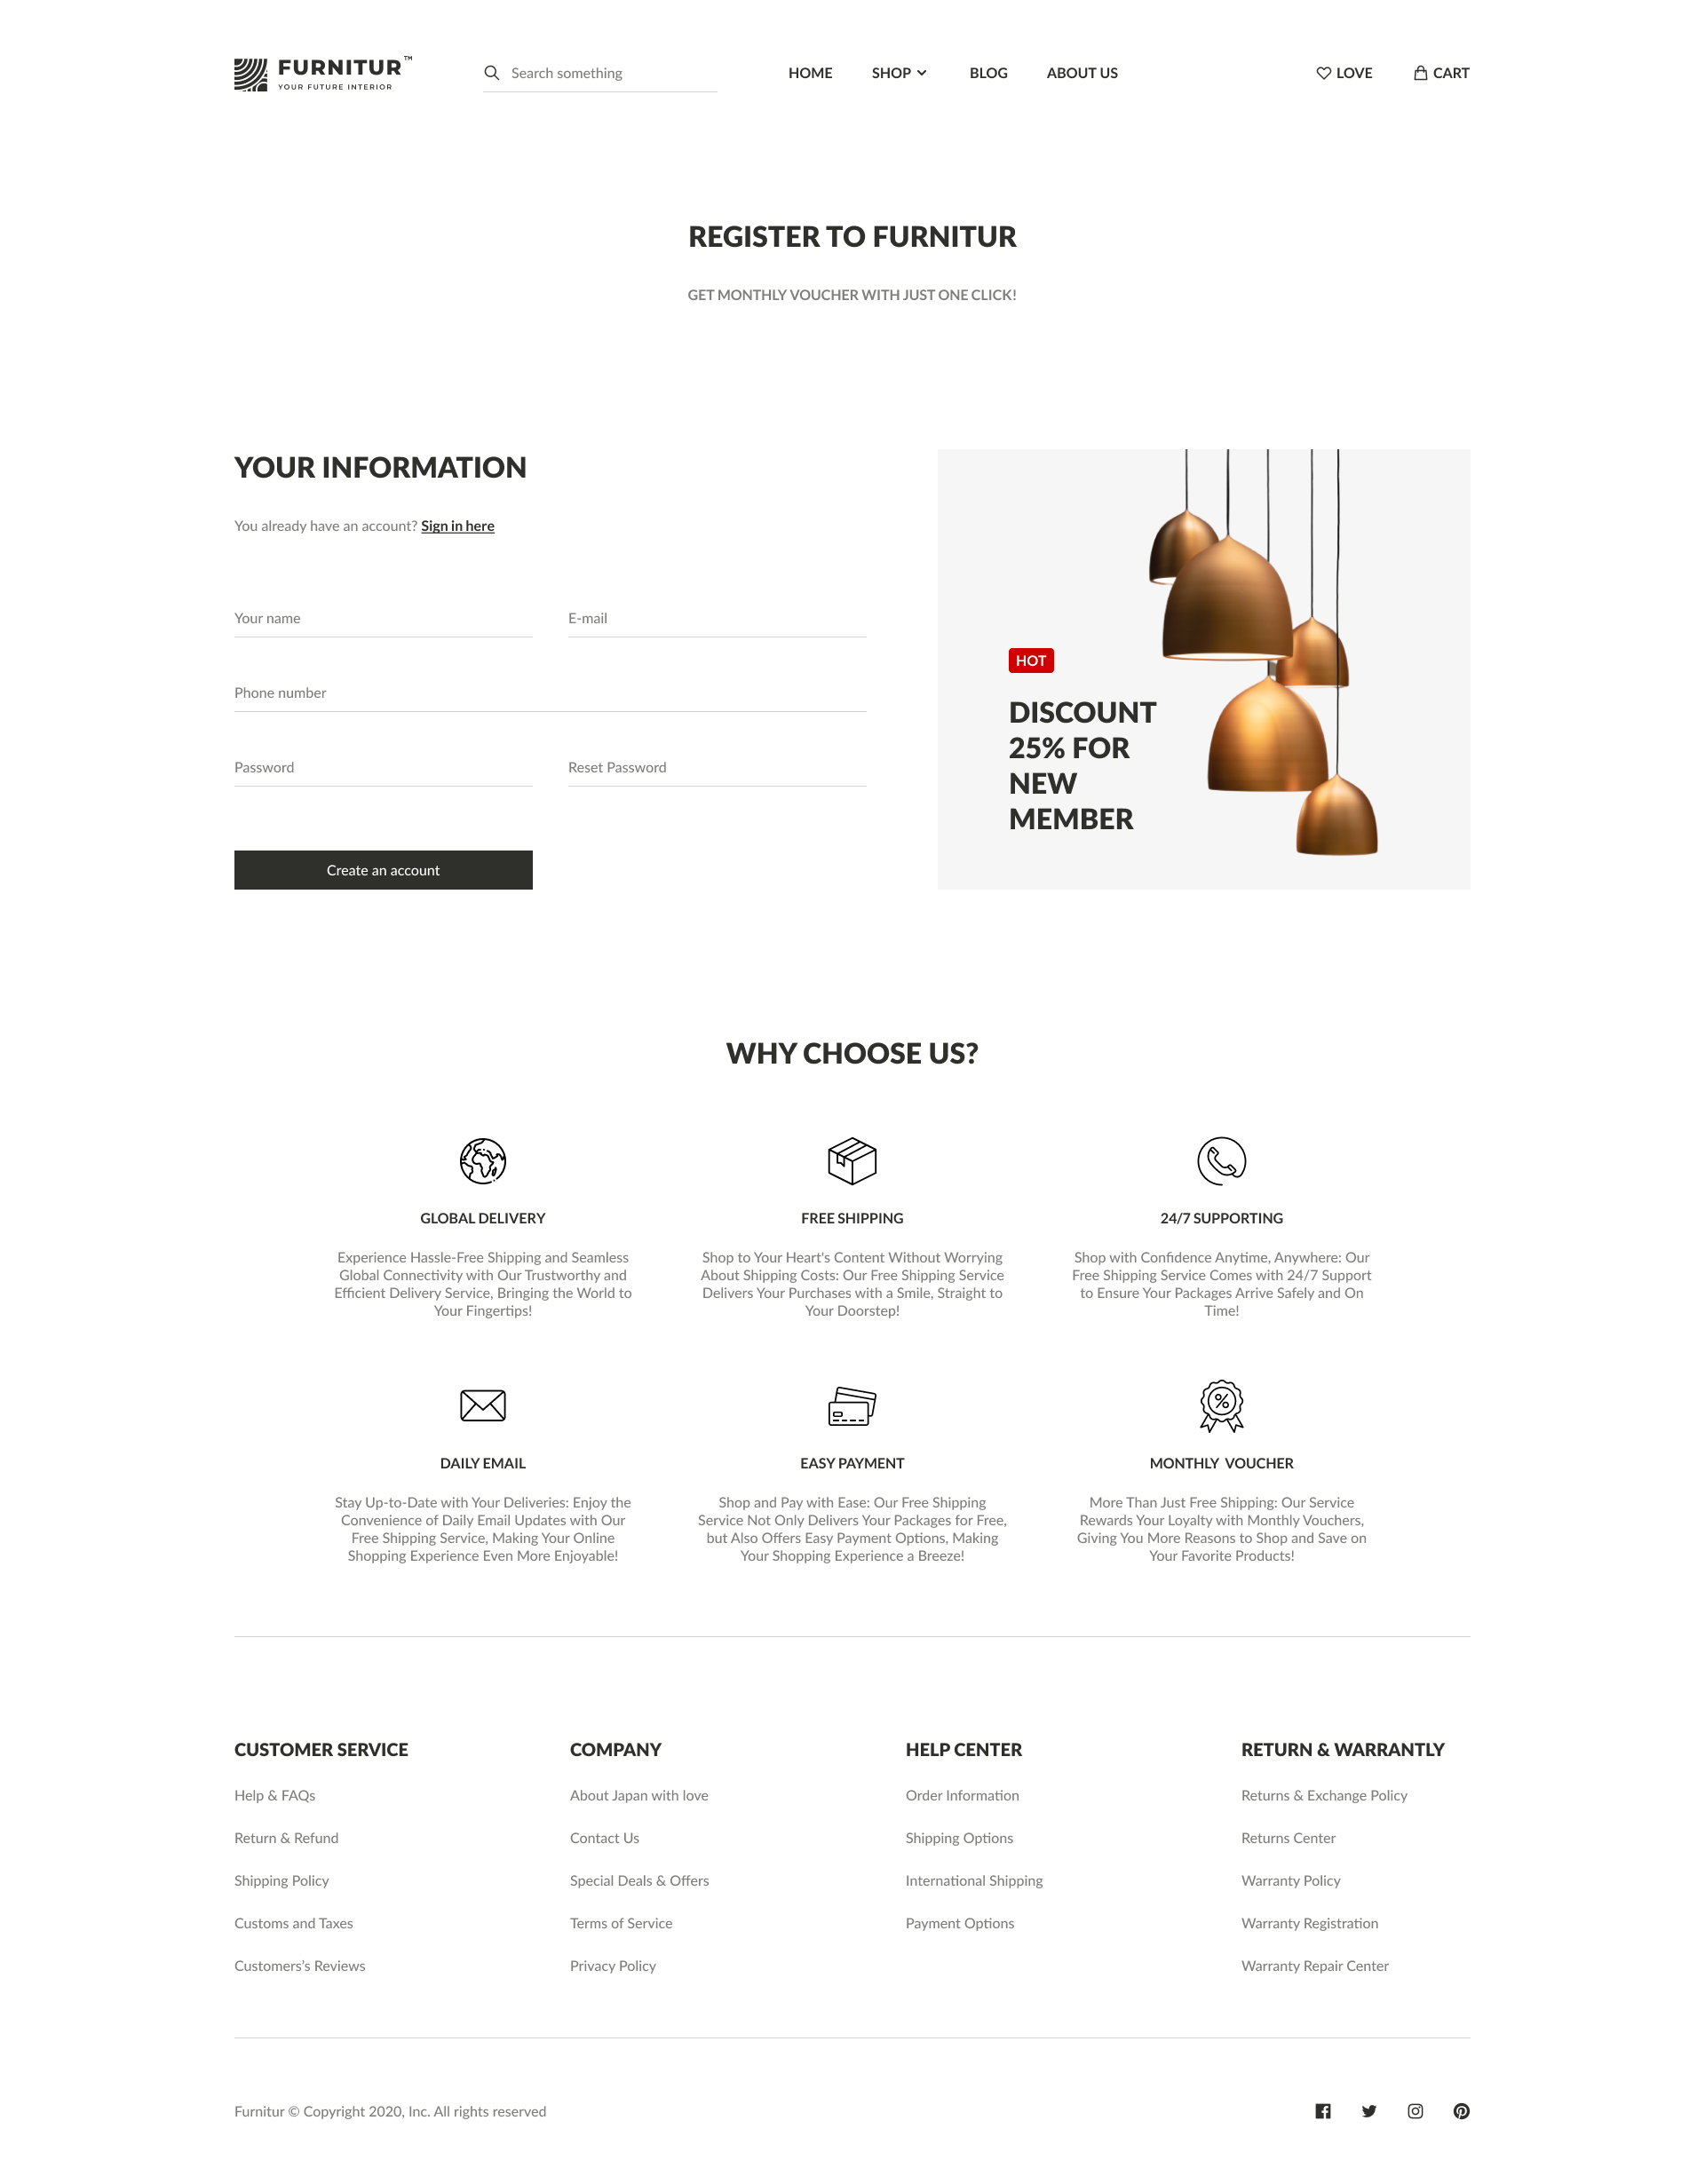 FURNITUR™
YOUR FUTURE INTERIOR
Search something
HOME
SHOP
BLOG
ABOUT US
LOVE
CART
REGISTER TO FURNITUR
GET MONTHLY VOUCHER WITH JUST ONE CLICK!
YOUR INFORMATION
You already have an account? Sign in here
Your name
E-mail
Phone number
Password
Reset Password
Create an account
HOT
DISCOUNT
25% FOR
NEW
MEMBER
WHY CHOOSE US?
GLOBAL DELIVERY
Experience Hassle-Free Shipping and Seamless
Global Connectivity with Our Trustworthy and
Efficient Delivery Service, Bringing the World to
Your Fingertips!
FREE SHIPPING
Shop to Your Heart's Content Without Worrying
About Shipping Costs: Our Free Shipping Service
Delivers Your Purchases with a Smile, Straight to
Your Doorstep!
24/7 SUPPORTING
Shop with Confidence Anytime, Anywhere: Our
Free Shipping Service Comes with 24/7 Support
to Ensure Your Packages Arrive Safely and On
Time!
DAILY EMAIL
Stay Up-to-Date with Your Deliveries: Enjoy the
Convenience of Daily Email Updates with Our
Free Shipping Service, Making Your Online
Shopping Experience Even More Enjoyable!
EASY PAYMENT
Shop and Pay with Ease: Our Free Shipping
Service Not Only Delivers Your Packages for Free,
but Also Offers Easy Payment Options, Making
Your Shopping Experience a Breeze!
%
MONTHLY VOUCHER
More Than Just Free Shipping: Our Service
Rewards Your Loyalty with Monthly Vouchers,
Giving You More Reasons to Shop and Save on
Your Favorite Products!
CUSTOMER SERVICE
Help & FAQs
Return & Refund
Shipping Policy
Customs and Taxes
Customers's Reviews
COMPANY
About Japan with love
Contact Us
Special Deals & Offers
Terms of Service
Privacy Policy
HELP CENTER
Order Information
Shipping Options
International Shipping
Payment Options
RETURN & WARRANTLY
Returns & Exchange Policy
Returns Center
Warranty Policy
Warranty Registration
Warranty Repair Center
Furnitur © Copyright 2020, Inc. All rights reserved